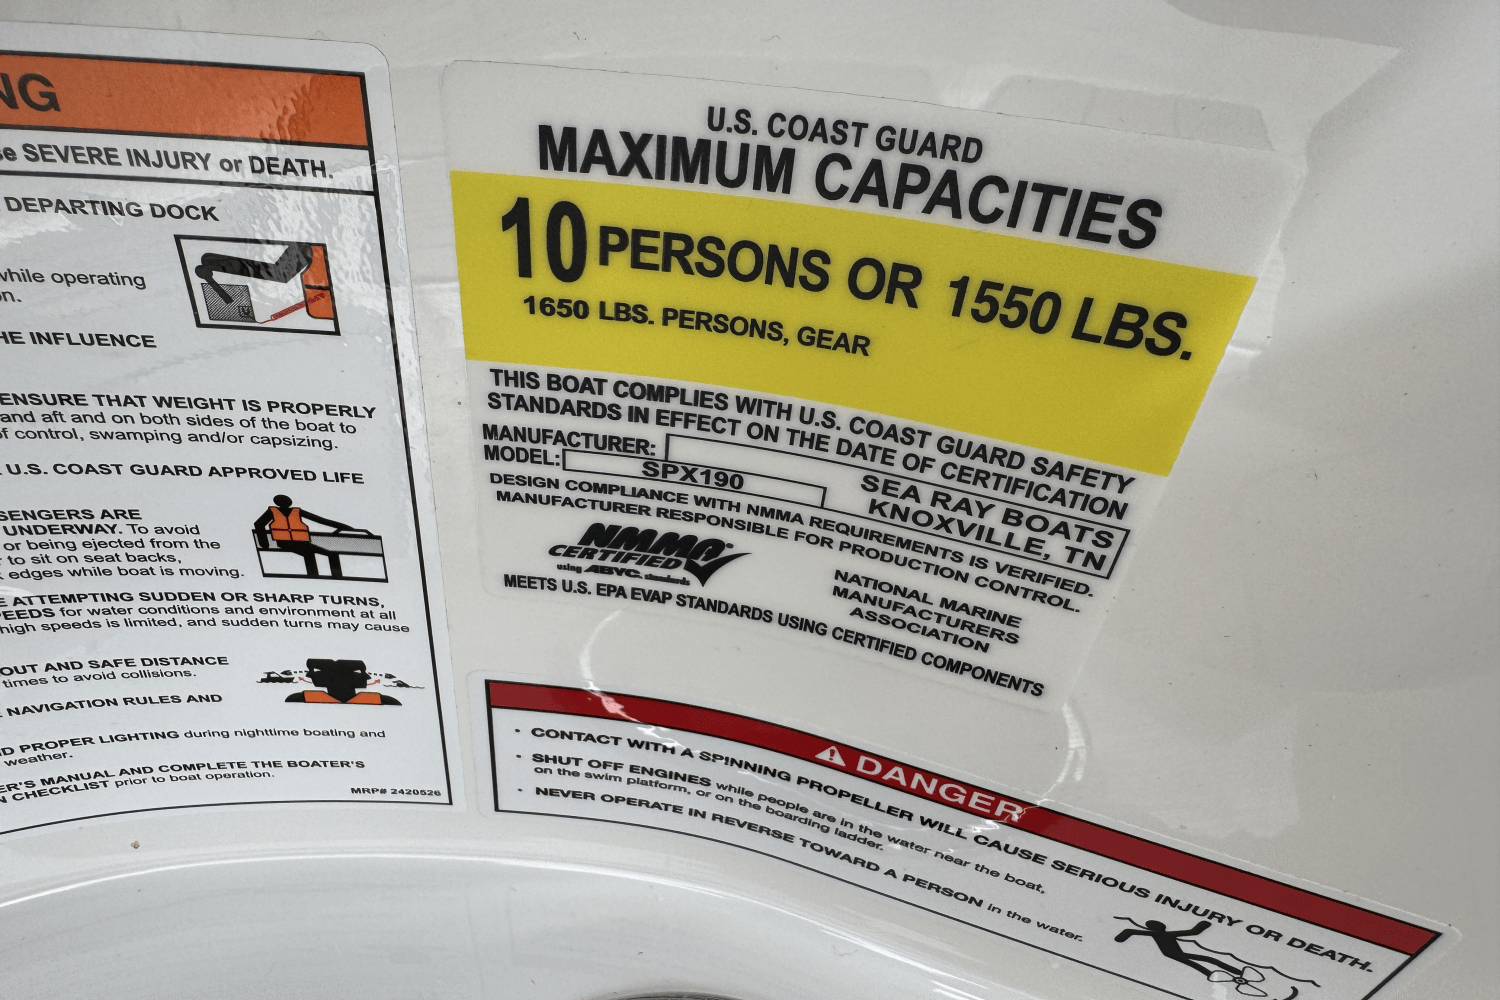 NG
SEVERE INJURY or DEATH.
DEPARTING DOCK
while operating
HE INFLUENCE
ENSURE THAT WEIGHT IS PROPERLY
and aft and on both sides of the boat to
of control, swamping and/or capsizing.
U.S. COAST GUARD APPROVED LIFE
SENGERS ARE
UNDERWAY. To avoid
or being ejected from the
to sit on seat backs,
edges while boat is moving.
ATTEMPTING SUDDEN OR SHARP TURNS,
PEEDS for water conditions and environment at all
high speeds is limited, and sudden turns may cause
OUT AND SAFE DISTANCE
times to avoid collisions.
NAVIGATION RULES AND
PROPER LIGHTING during nighttime boating and
weather.
ER'S MANUAL AND COMPLETE THE BOATER'S
CHECKLIST prior to boat operation.
MRP# 2420526
U.S. COAST GUARD
MAXIMUM CAPACITIES
10 PERSONS OR 1550 LBS.
1650 LBS. PERSONS, GEAR
THIS BOAT COMPLIES WITH U.S. COAST GUARD SAFETY
STANDARDS IN EFFECT ON THE DATE OF CERTIFICATION
MANUFACTURER: SEA RAY BOATS
MODEL: SPX190 KNOXVILLE, TN
DESIGN COMPLIANCE WITH NMMA REQUIREMENTS IS VERIFIED.
MANUFACTURER RESPONSIBLE FOR PRODUCTION CONTROL.
NMMA
CERTIFIED
using ABYC standards
NATIONAL MARINE
MANUFACTURERS
ASSOCIATION
MEETS U.S. EPA EVAP STANDARDS USING CERTIFIED COMPONENTS
DANGER
• CONTACT WITH A SPINNING PROPELLER WILL CAUSE SERIOUS INJURY OR DEATH.
• SHUT OFF ENGINES while people are in the water near the boat,
on the swim platform, or on the boarding ladder.
• NEVER OPERATE IN REVERSE TOWARD A PERSON in the water.